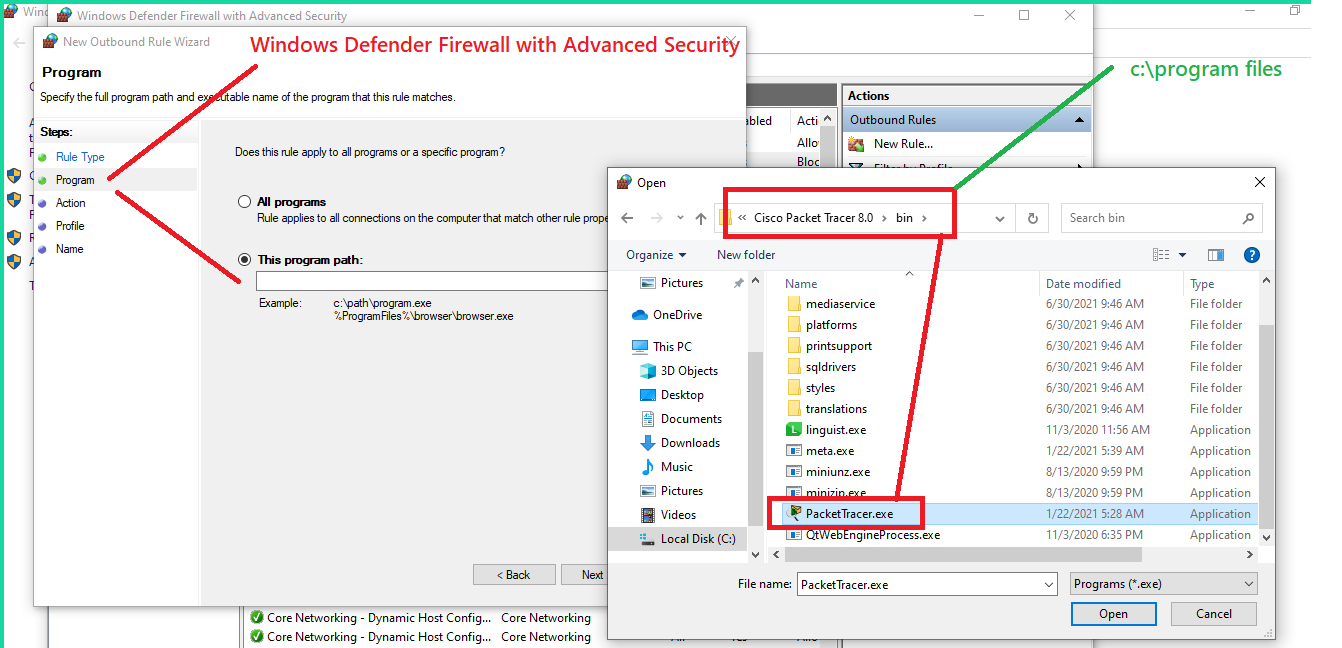 Wind
Windows Defender Firewall with Advanced Security
New Outbound Rule Wizard
Windows Defender Firewall with Advanced Security
c:\program files
Program
Specify the full program path and executable name of the program that this rule matches.
Steps:
Rule Type
Program
Action
Profile
Name
Does this rule apply to all programs or a specific program?
All programs
Rule applies to all connections on the computer that match other rule prope
This program path:
Example:
c:\path\program.exe
%ProgramFiles%\browser\browser.exe
< Back
Next
abled
Acti
Allo
Bloc
Actions
Outbound Rules
New Rule...
Filter by Profile
Open
« Cisco Packet Tracer 8.0 › bin ›
Search bin
Organize
New folder
Pictures
OneDrive
This PC
3D Objects
Desktop
Documents
Downloads
Music
Pictures
Videos
Local Disk (C:)
Name Date modified Type
mediaservice 6/30/2021 9:46 AM File folder
platforms 6/30/2021 9:46 AM File folder
printsupport 6/30/2021 9:46 AM File folder
sqldrivers 6/30/2021 9:46 AM File folder
styles 6/30/2021 9:46 AM File folder
translations 6/30/2021 9:46 AM File folder
linguist.exe 11/3/2020 11:56 AM Application
meta.exe 1/22/2021 5:39 AM Application
miniunz.exe 8/13/2020 9:59 PM Application
minizip.exe 8/13/2020 9:59 PM Application
PacketTracer.exe 1/22/2021 5:28 AM Application
QtWebEngineProcess.exe 11/3/2020 6:35 PM Application
File name: PacketTracer.exe
Programs (*.exe)
Open
Cancel
Core Networking - Dynamic Host Config... Core Networking
Core Networking - Dynamic Host Config... Core Networking